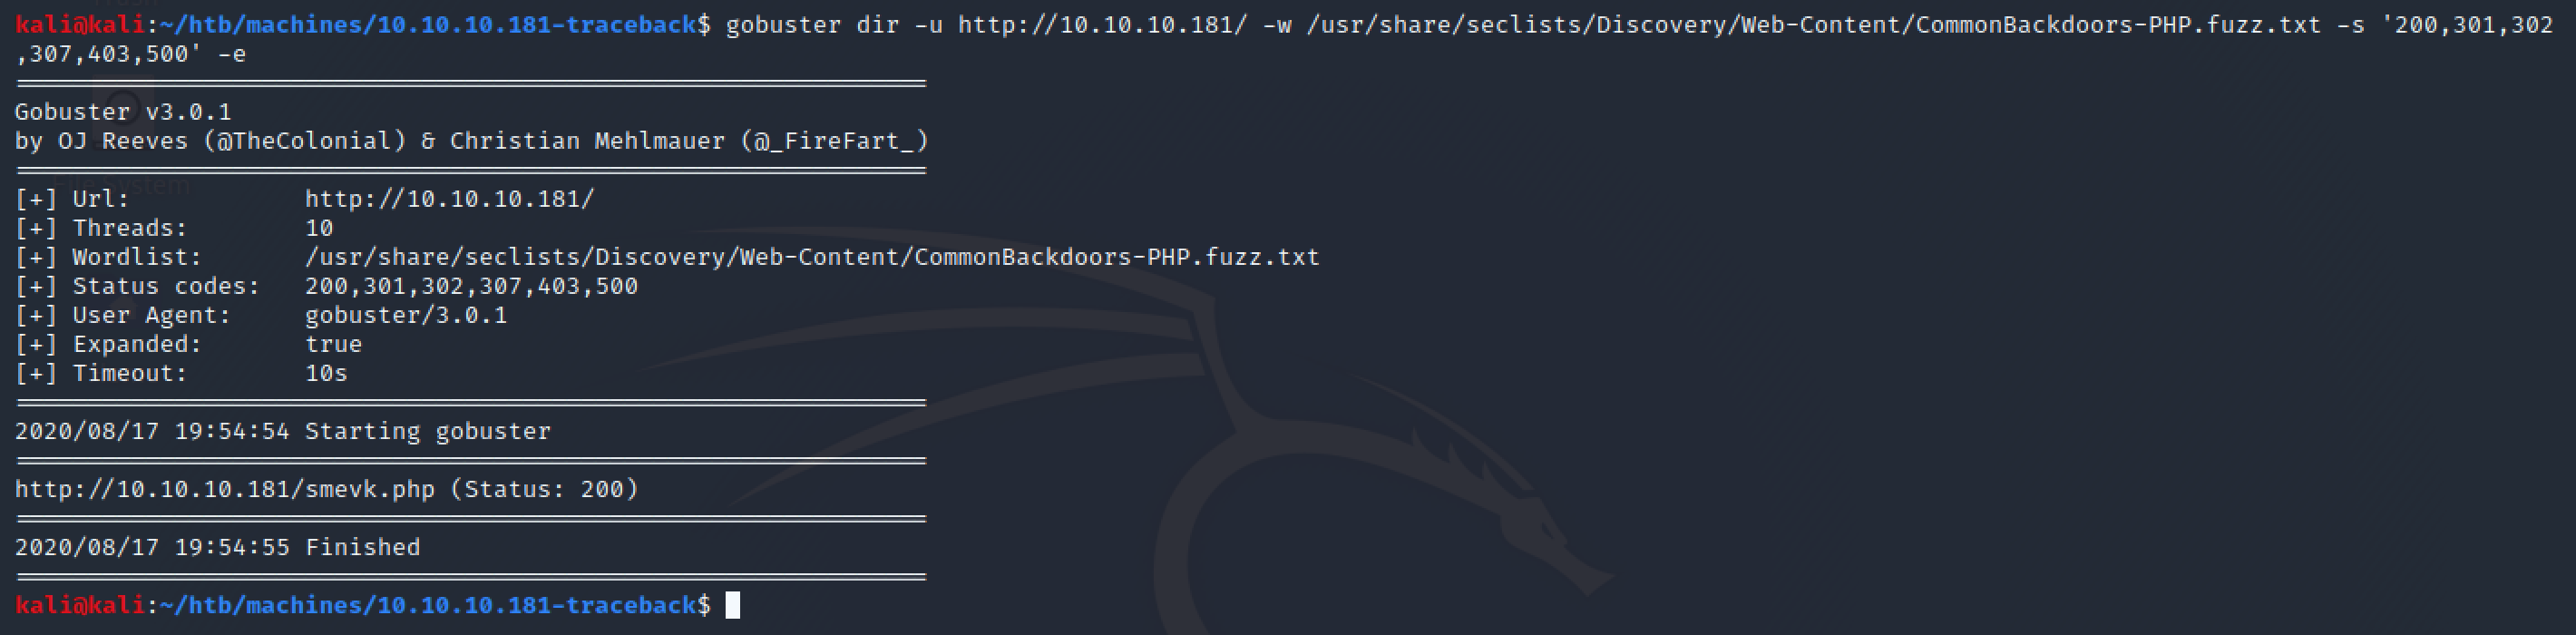 kali@kali:~/htb/machines/10.10.10.181-traceback$ gobuster dir -u http://10.10.10.181/ -w /usr/share/seclists/Discovery/Web-Content/CommonBackdoors-PHP.fuzz.txt -s '200,301,302
,307,403,500' -e
===============================================================
Gobuster v3.0.1
by OJ Reeves (@TheColonial) & Christian Mehlmauer (@_FireFart_)
===============================================================
[+] Url:            http://10.10.10.181/
[+] Threads:        10
[+] Wordlist:       /usr/share/seclists/Discovery/Web-Content/CommonBackdoors-PHP.fuzz.txt
[+] Status codes:   200,301,302,307,403,500
[+] User Agent:     gobuster/3.0.1
[+] Expanded:       true
[+] Timeout:        10s
===============================================================
2020/08/17 19:54:54 Starting gobuster
===============================================================
http://10.10.10.181/smevk.php (Status: 200)
===============================================================
2020/08/17 19:54:55 Finished
===============================================================
kali@kali:~/htb/machines/10.10.10.181-traceback$